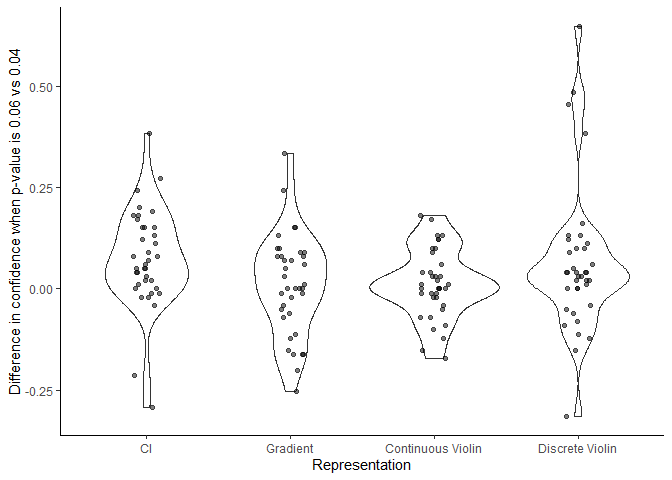 Difference in confidence when p-value is 0.06 vs 0.04
0.50
0.25
0.00
-0.25
CI
Gradient
Continuous Violin
Discrete Violin
Representation